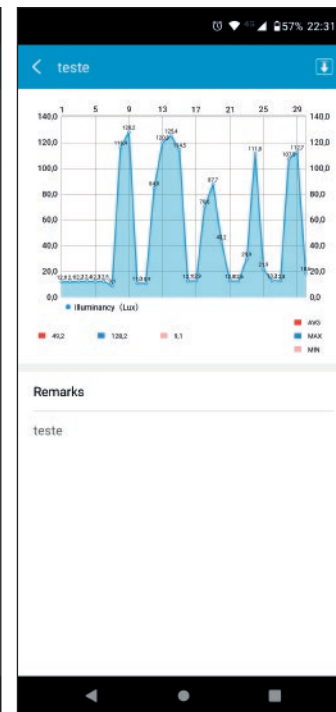 4G 57% 22:31
teste
1 5 9 13 17 21 25 29
140,0 140,0
120,0 120,0
100,0 100,0
80,0 80,0
60,0 60,0
40,0 40,0
20,0 20,0
0,0 0,0
128,2
125,4
87,7
111,8
112,7
Illuminancy (Lux)
49,2 128,2 9,1
AVG
MAX
MIN
Remarks
teste